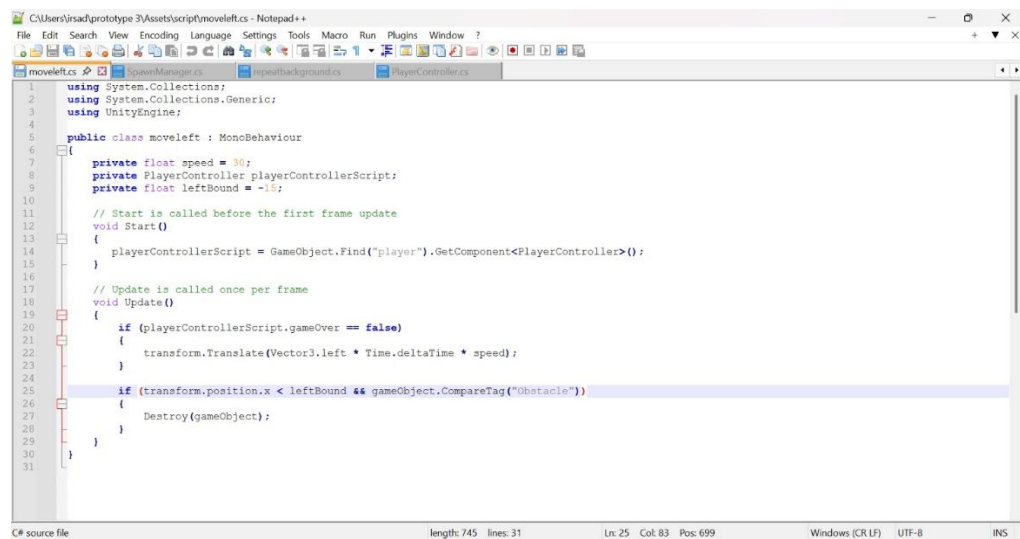 C:\Users\irsad\prototype 3\Assets\script\moveleft.cs - Notepad++
File Edit Search View Encoding Language Settings Tools Macro Run Plugins Window ?
moveleft.cs SpawnManager.cs repeatbackground.cs PlayerController.cs
1 using System.Collections;
2 using System.Collections.Generic;
3 using UnityEngine;
4
5 public class moveleft : MonoBehaviour
6 {
7 private float speed = 30;
8 private PlayerController playerControllerScript;
9 private float leftBound = -15;
10
11 // Start is called before the first frame update
12 void Start()
13 {
14 playerControllerScript = GameObject.Find("player").GetComponent<PlayerController>();
15 }
16
17 // Update is called once per frame
18 void Update()
19 {
20 if (playerControllerScript.gameOver == false)
21 {
22 transform.Translate(Vector3.left * Time.deltaTime * speed);
23 }
24
25 if (transform.position.x < leftBound && gameObject.CompareTag("Obstacle"))
26 {
27 Destroy(gameObject);
28 }
29 }
30 }
31
C# source file length: 745 lines: 31 Ln: 25 Col: 83 Pos: 699 Windows (CR LF) UTF-8 INS